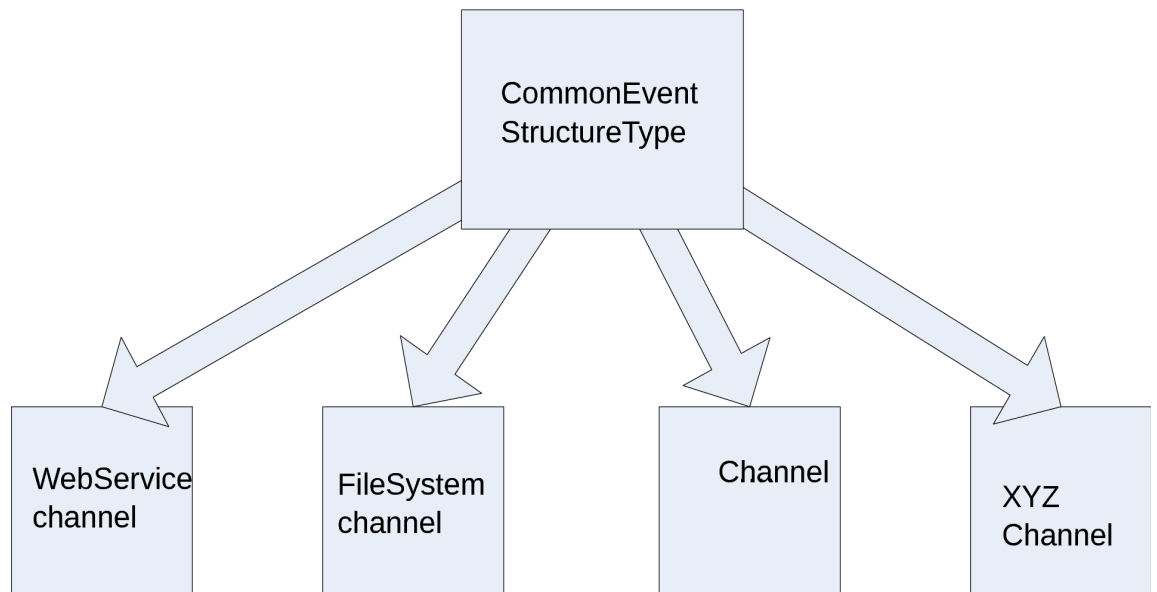 CommonEvent
StructureType
WebService
channel
FileSystem
channel
Channel
XYZ
Channel